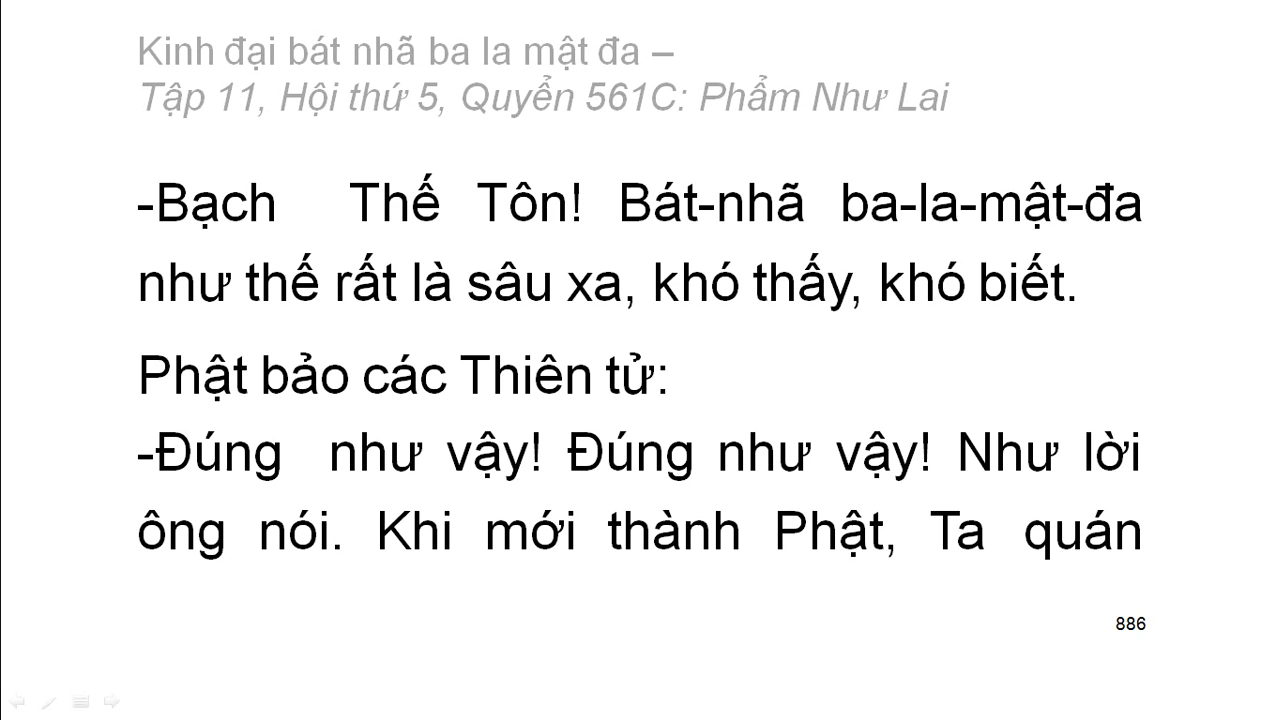 Kinh đại bát nhã ba la mật đa –
Tập 11, Hội thứ 5, Quyển 561C: Phẩm Như Lai
-Bạch Thế Tôn! Bát-nhã ba-la-mật-đa
như thế rất là sâu xa, khó thấy, khó biết.
Phật bảo các Thiên tử:
-Đúng như vậy! Đúng như vậy! Như lời
ông nói. Khi mới thành Phật, Ta quán
886